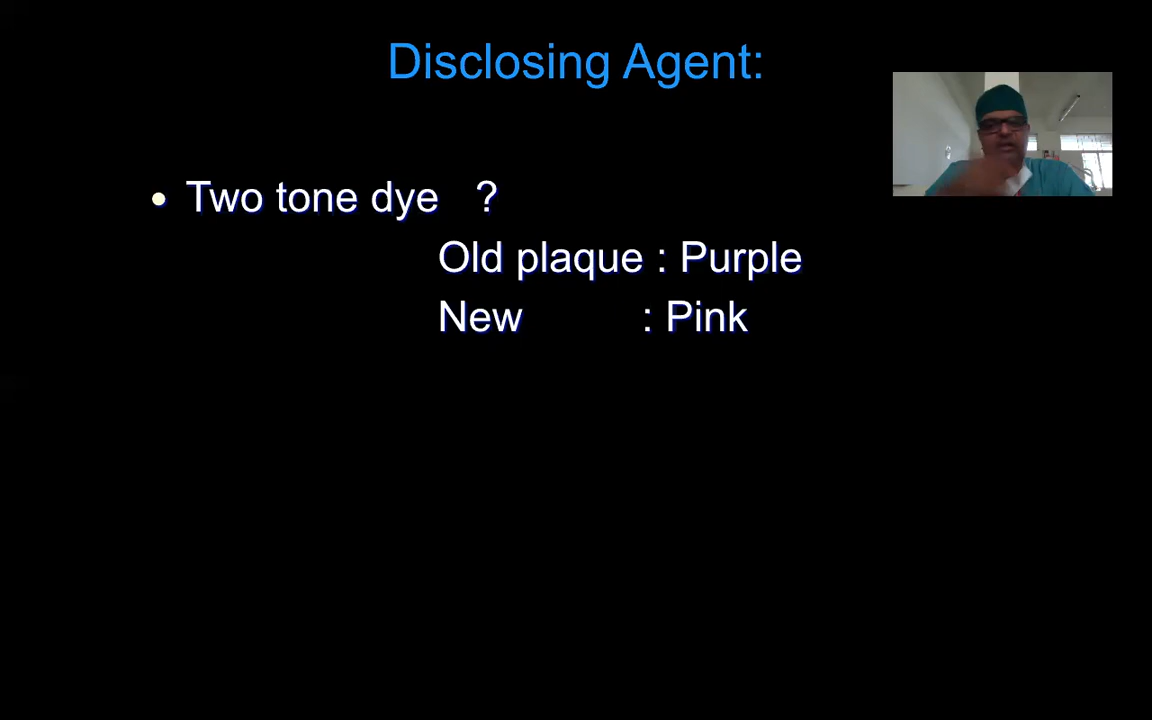 Disclosing Agent:
• Two tone dye ?
Old plaque : Purple
New : Pink